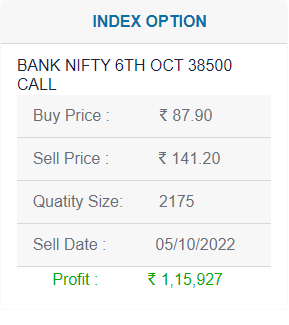 INDEX OPTION
BANK NIFTY 6TH OCT 38500
CALL
Buy Price : ₹ 87.90
Sell Price : ₹ 141.20
Quatity Size: 2175
Sell Date : 05/10/2022
Profit : ₹ 1,15,927